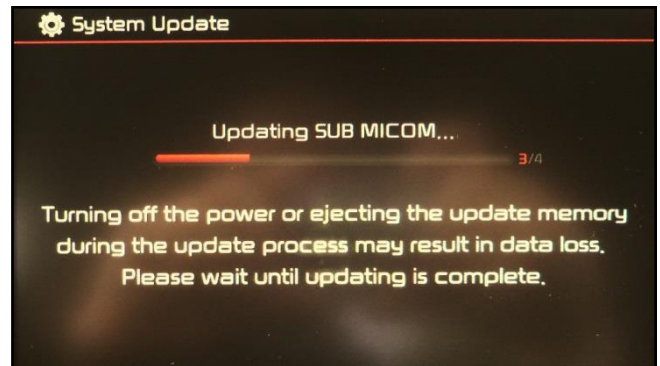 System Update
Updating SUB MICOM...
3/4
Turning off the power or ejecting the update memory
during the update process may result in data loss.
Please wait until updating is complete.